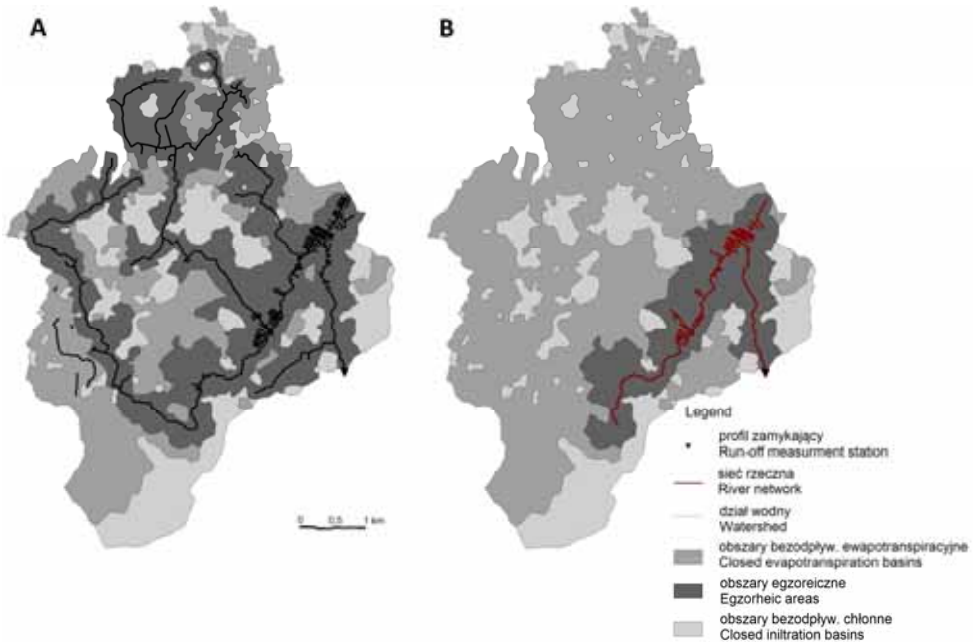 A
B
0 0,5 1 km
Legend
profil zamykający
Run-off measurment station
sieć rzeczna
River network
dział wodny
Watershed
obszary bezodpływ. ewapotranspiracyjne
Closed evapotranspiration basins
obszary egzoreiczne
Egzorheic areas
obszary bezodpływ. chłonne
Closed iniltration basins